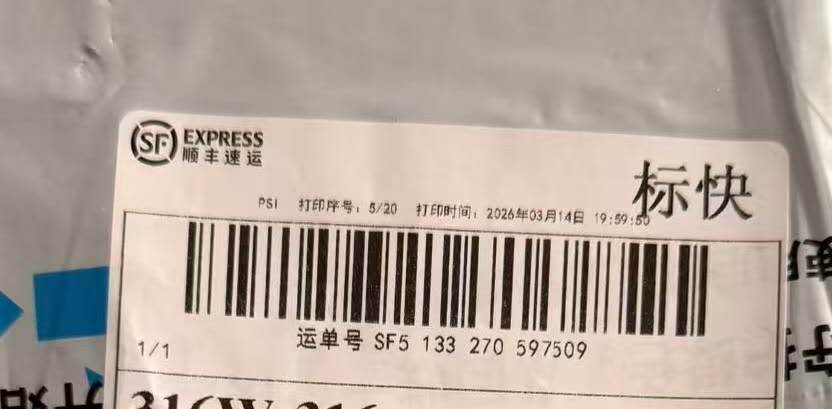 SF EXPRESS
顺丰速运
标快
PSI 打印序号: 5/20 打印时间: 2026年03月14日 19:59:50
1/1
运单号 SF5 133 270 597509